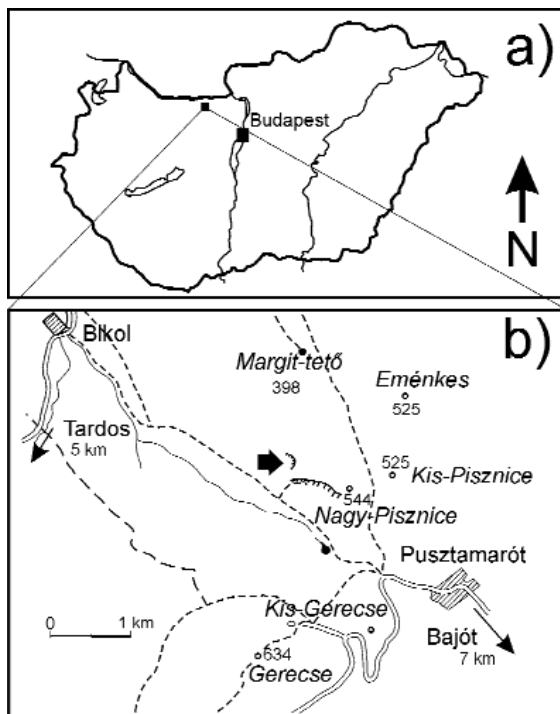 a)
Budapest
N
b)
Bikol
Margit-tető
398
Eménkes
525
Tardos
5 km
525
Kis-Pisznice
544
Nagy-Pisznice
Pusztamarót
Kis-Gerecse
0 1 km
Bajót
634
7 km
Gerecse